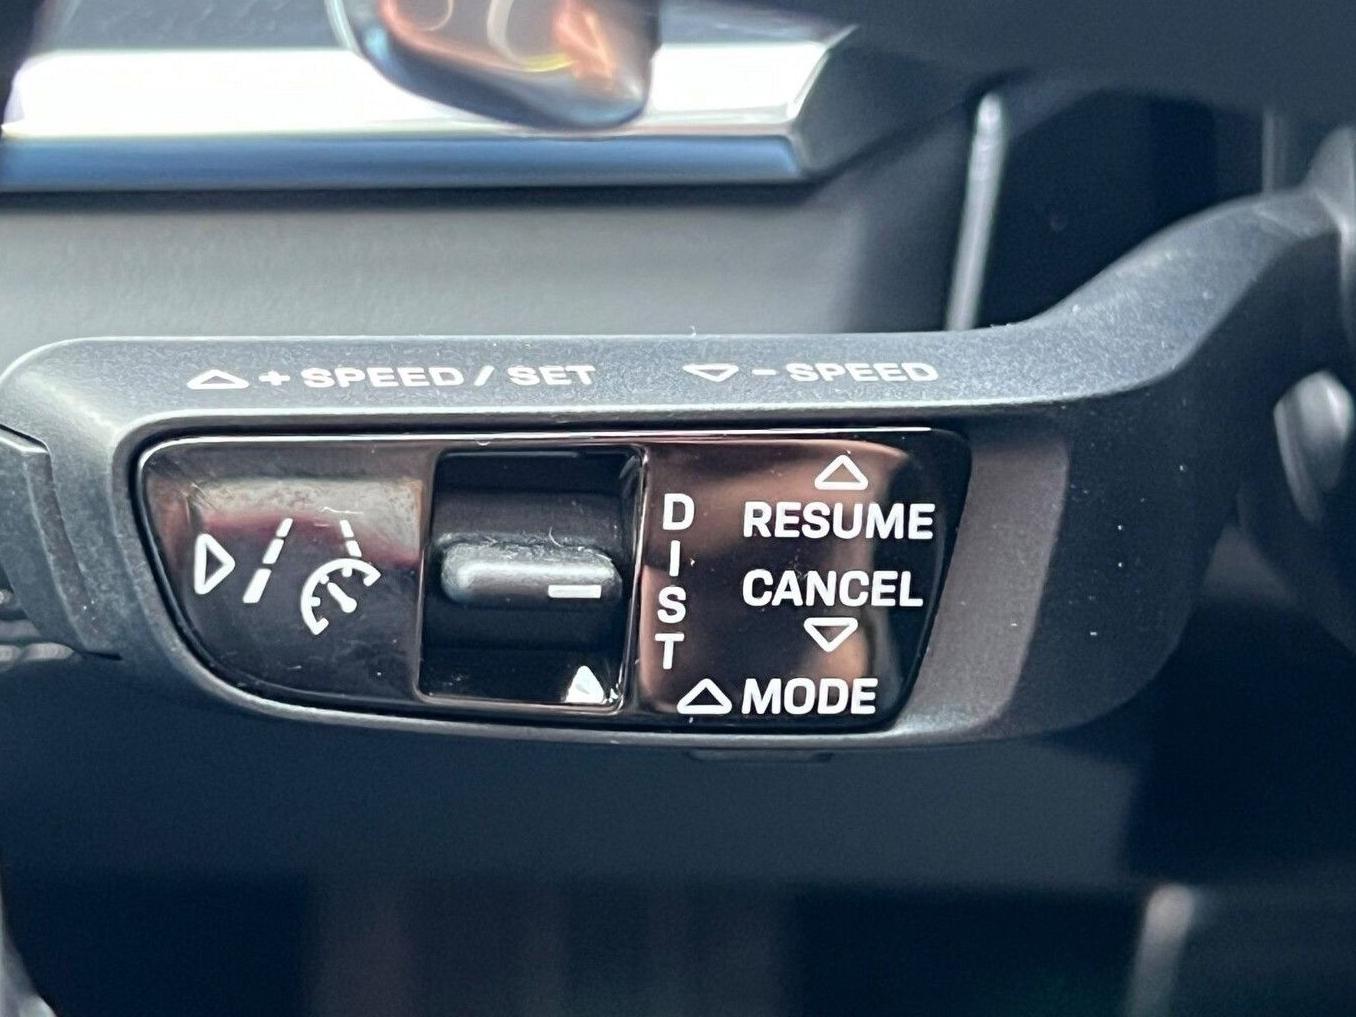 + SPEED / SET - SPEED
DIST
RESUME
CANCEL
MODE